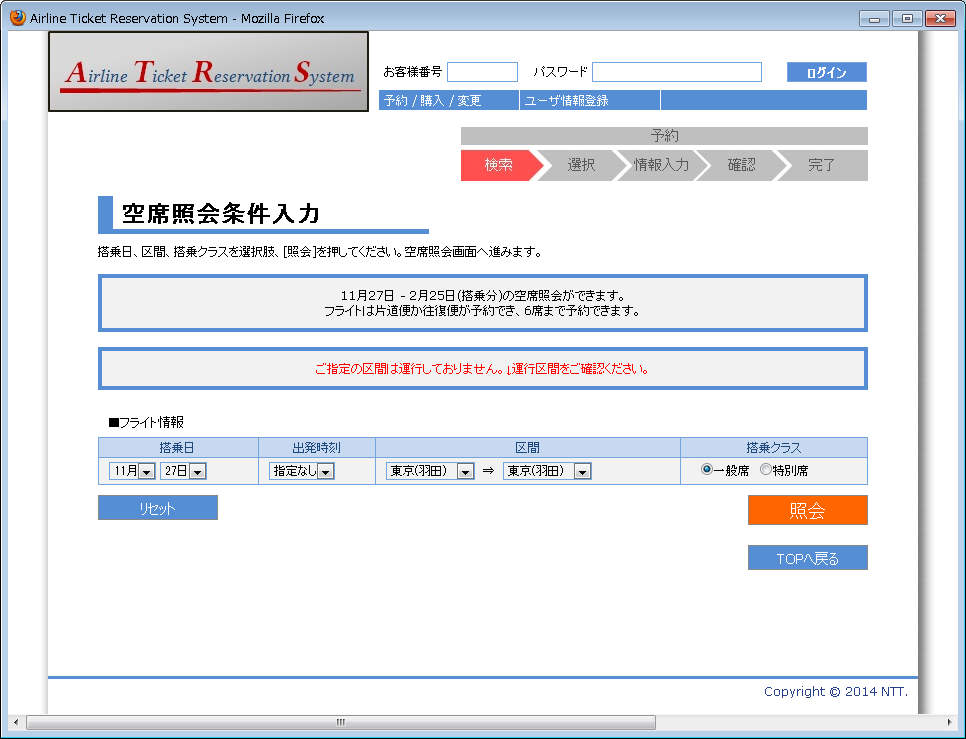 Airline Ticket Reservation System - Mozilla Firefox
Airline Ticket Reservation System
お客様番号 パスワード ログイン
予約 / 購入 / 変更 ユーザ情報登録
予約
検索 選択 情報入力 確認 完了
空席照会条件入力
搭乗日、区間、搭乗クラスを選択肢、[照会]を押してください。空席照会画面へ進みます。
11月27日 - 2月25日(搭乗分)の空席照会ができます。
フライトは片道便か往復便が予約でき、6席まで予約できます。
ご指定の区間は運行しておりません。↓運行区間をご確認ください。
■フライト情報
搭乗日 出発時刻 区間 搭乗クラス
11月 27日 指定なし 東京(羽田) ⇒ 東京(羽田) 一般席 特別席
リセット 照会
TOPへ戻る
Copyright © 2014 NTT.